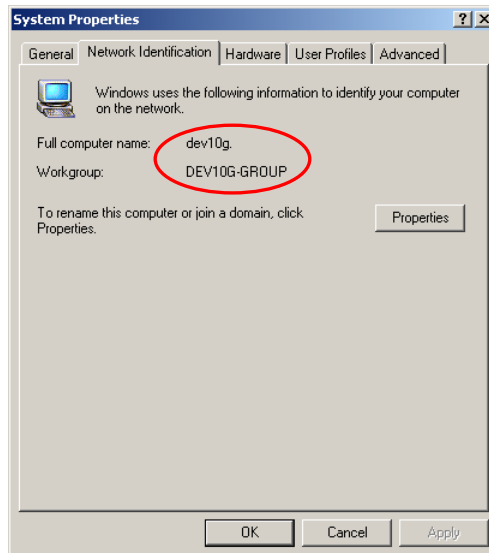 System Properties
General Network Identification Hardware User Profiles Advanced
Windows uses the following information to identify your computer
on the network.
Full computer name: dev10g.
Workgroup: DEV10G-GROUP
To rename this computer or join a domain, click
Properties.
Properties
OK Cancel Apply